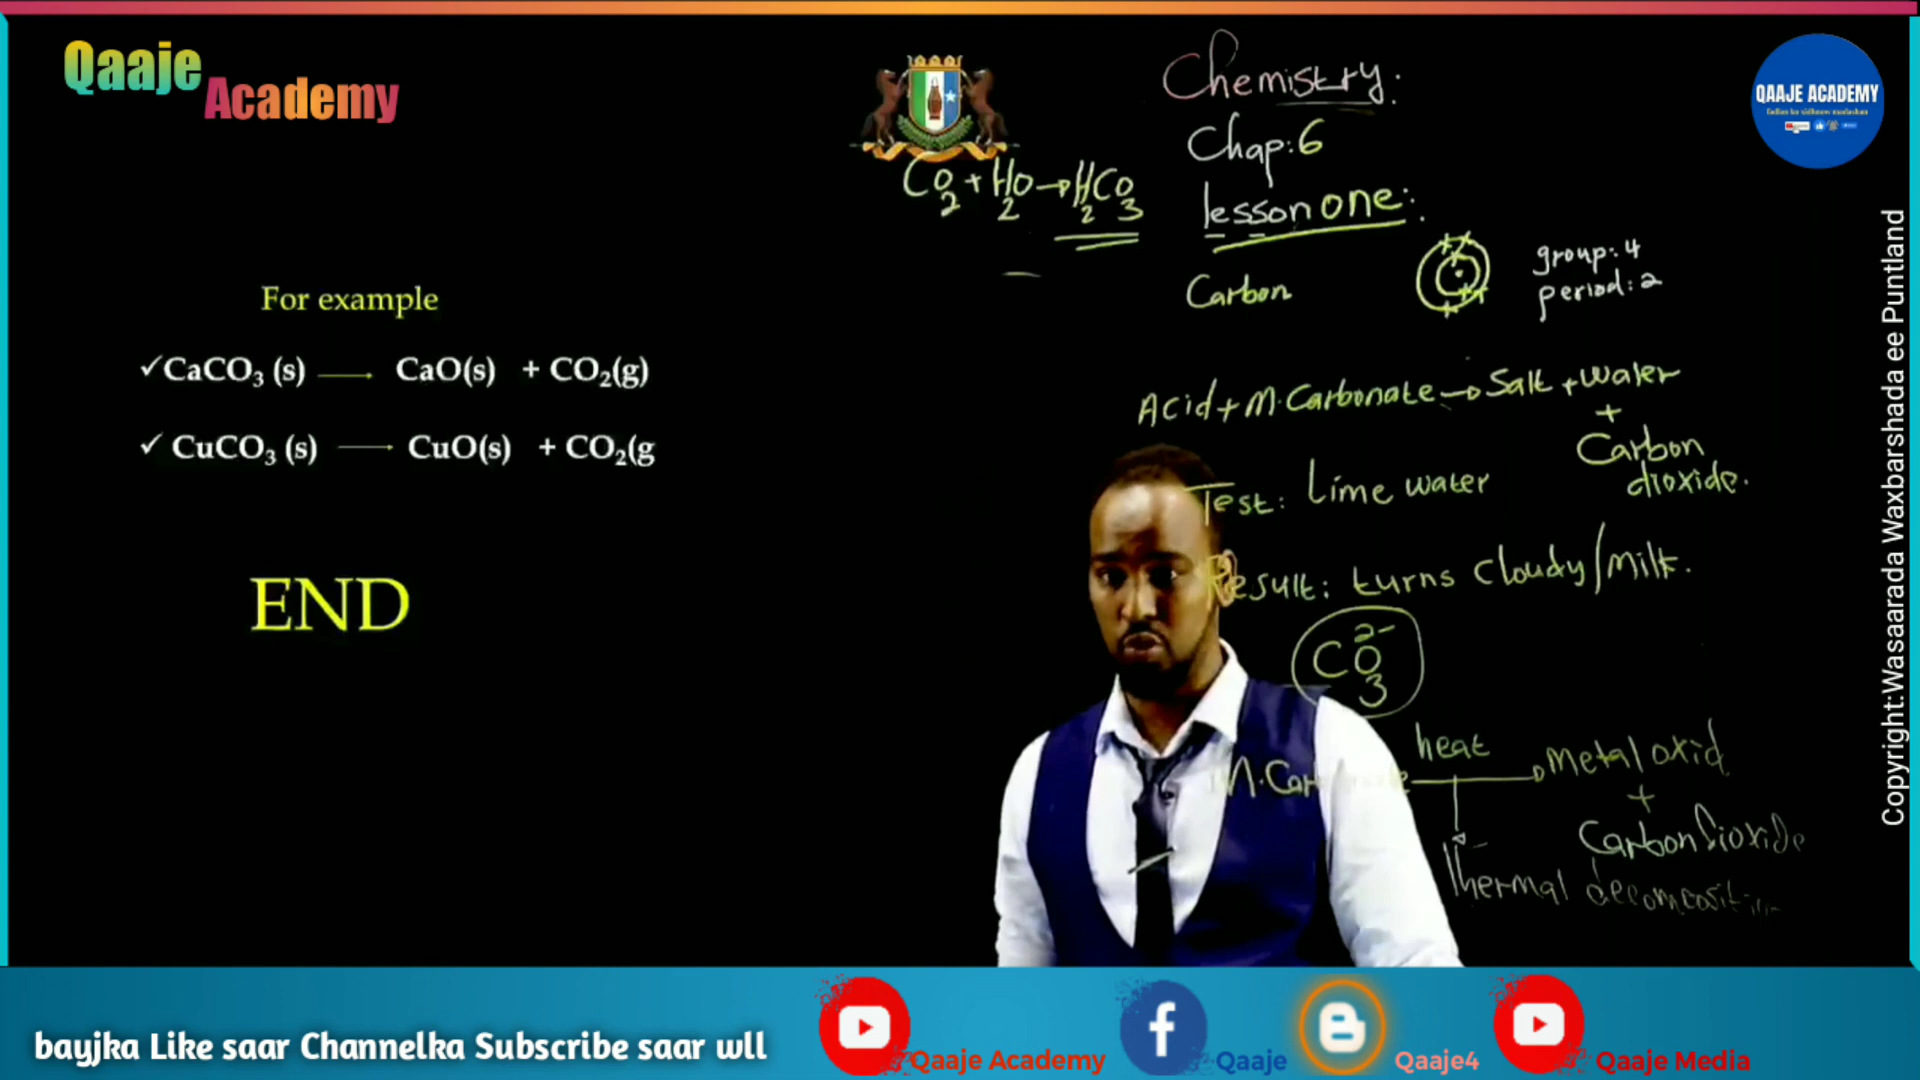 Qaaje
Academy
For example
✓CaCO₃ (s) ⟶ CaO(s) + CO₂(g)
✓ CuCO₃ (s) ⟶ CuO(s) + CO₂(g
END
CO₂ + H₂O → H₂CO₃
Chemistry:
Chap:6
lesson one:
Carbon
group: 4
period: 2
Acid + M.Carbonate → Salt + Water
+
Carbon
dioxide.
Test: Lime water
Result: turns Cloudy/Milk.
CO₃²⁻
heat
M.Car → Metal oxid
+
Carbon dioxide
Thermal
QAAJE ACADEMY
Copyright:Wasaarada Waxbarshada ee Puntland
bayjka Like saar Channelka Subscribe saar wll
Qaaje Academy
Qaaje
Qaaje4
Qaaje Media